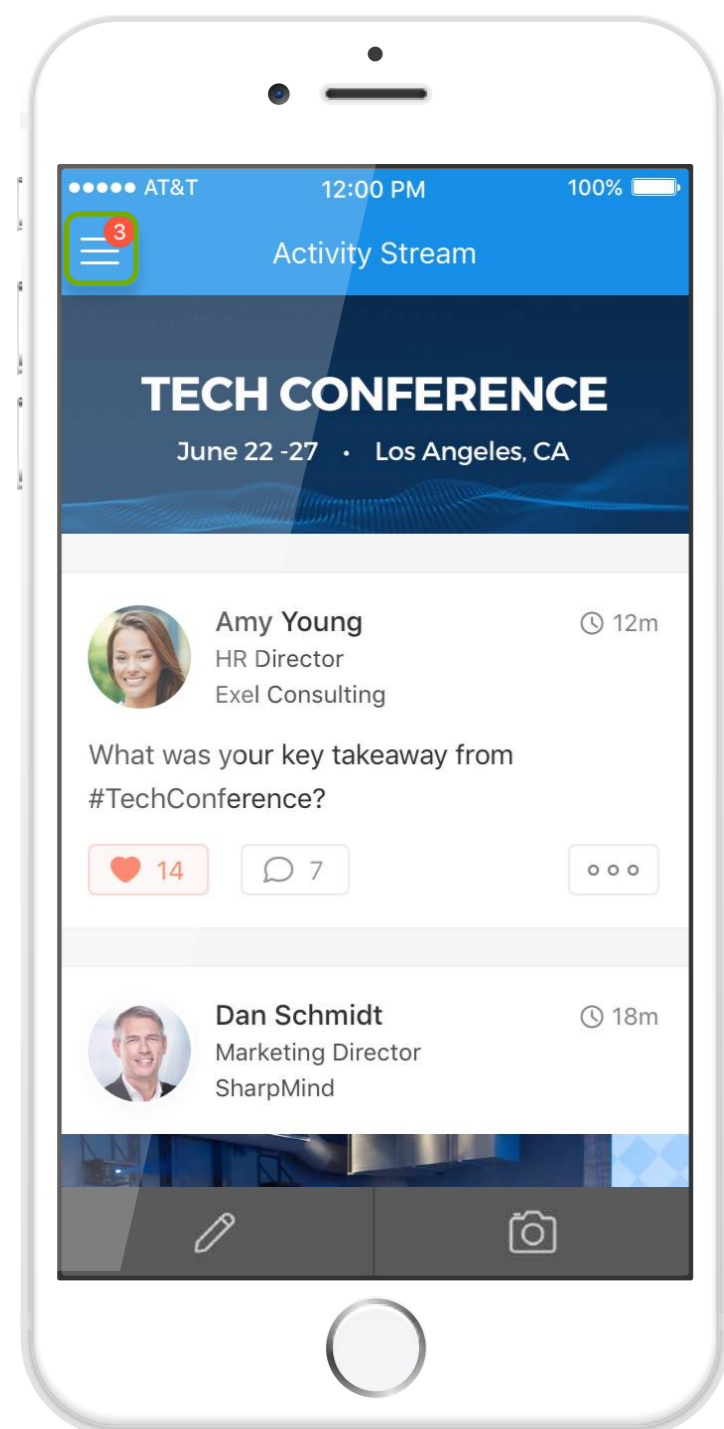 AT&T 12:00 PM 100%
3
Activity Stream
TECH CONFERENCE
June 22 -27 · Los Angeles, CA
Amy Young 12m
HR Director
Exel Consulting
What was your key takeaway from
#TechConference?
14 7
Dan Schmidt 18m
Marketing Director
SharpMind